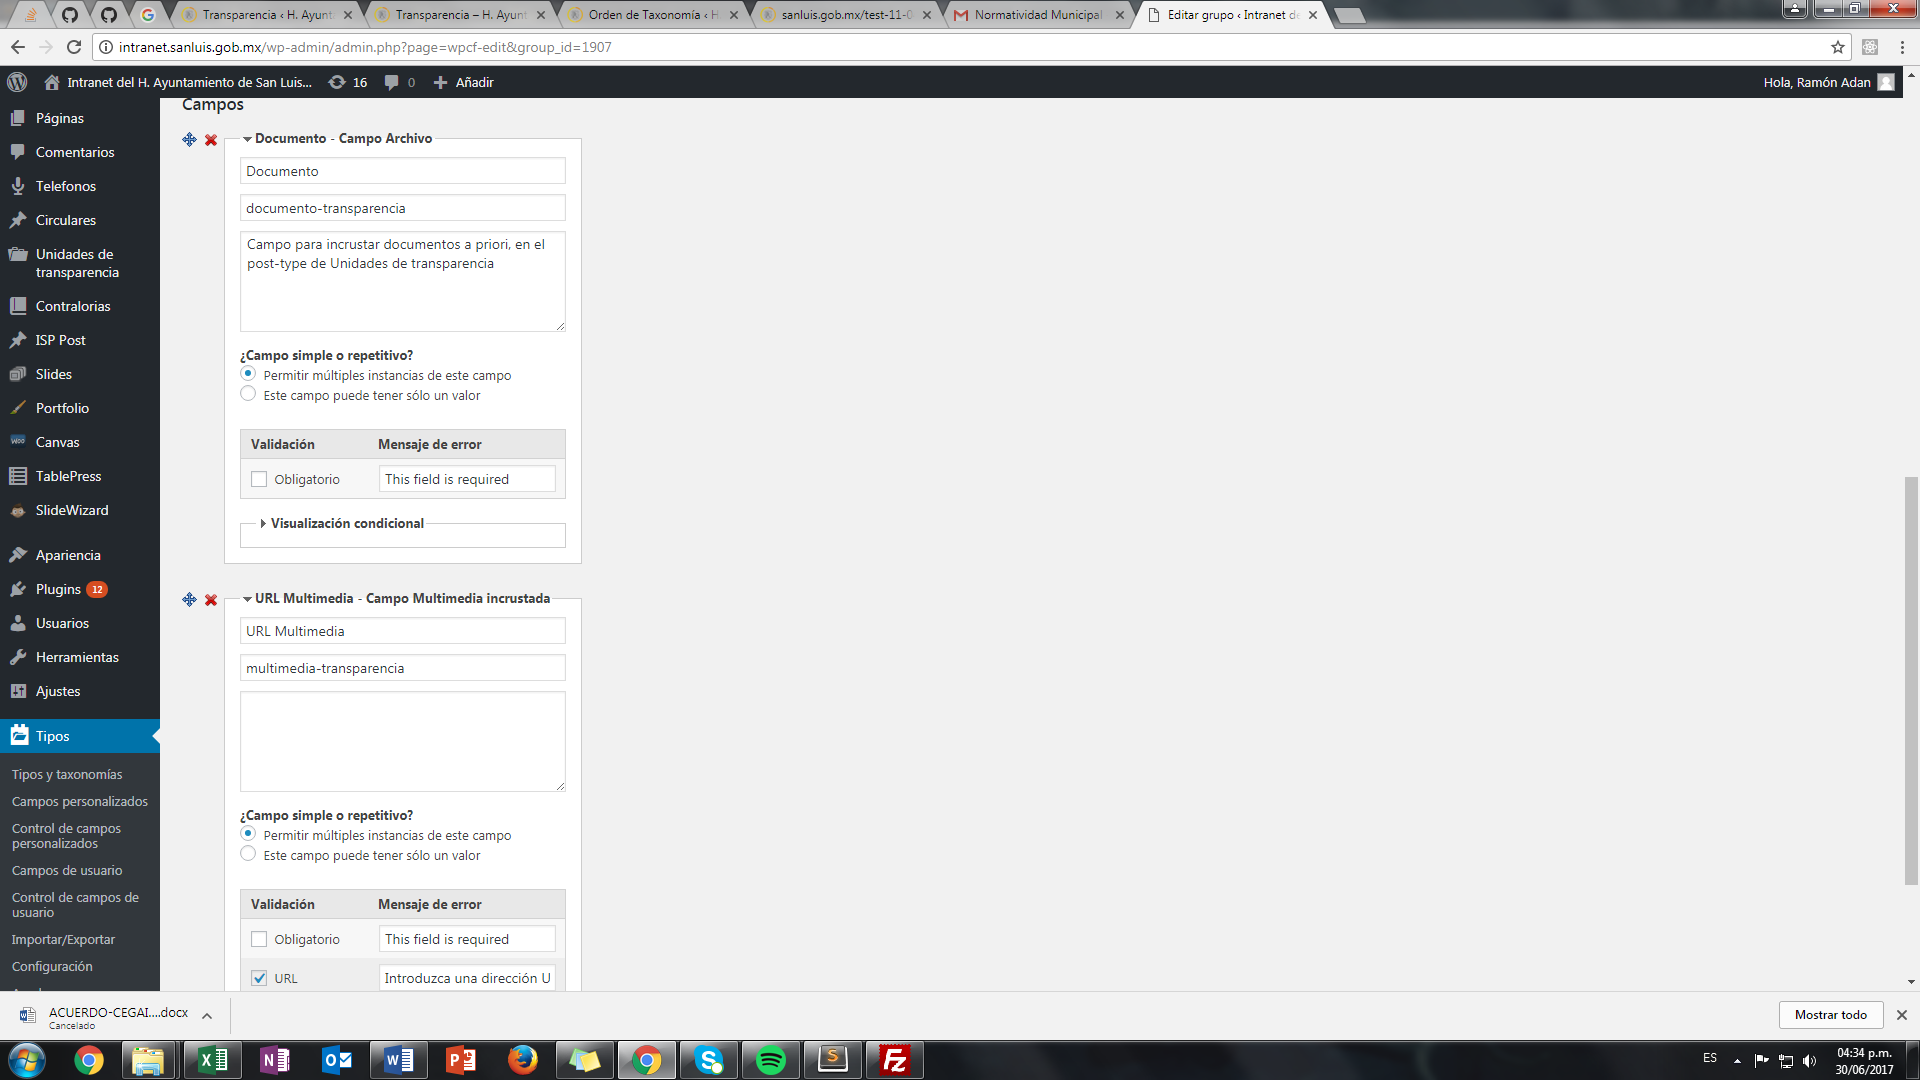 Transparencia ‹ H. Ayunt
Transparencia – H. Ayunt
Orden de Taxonomía ‹ H
sanluis.gob.mx/test-11-0
Normatividad Municipal
Editar grupo ‹ Intranet de
intranet.sanluis.gob.mx/wp-admin/admin.php?page=wpcf-edit&group_id=1907
Intranet del H. Ayuntamiento de San Luis...
16
0
Añadir
Hola, Ramón Adan
Páginas
Comentarios
Telefonos
Circulares
Unidades de
transparencia
Contralorias
ISP Post
Slides
Portfolio
Woo
Canvas
TablePress
SlideWizard
Apariencia
Plugins 12
Usuarios
Herramientas
Ajustes
Tipos
Tipos y taxonomías
Campos personalizados
Control de campos
personalizados
Campos de usuario
Control de campos de
usuario
Importar/Exportar
Configuración
Campos
Documento - Campo Archivo
Documento
documento-transparencia
Campo para incrustar documentos a priori, en el
post-type de Unidades de transparencia
¿Campo simple o repetitivo?
Permitir múltiples instancias de este campo
Este campo puede tener sólo un valor
Validación Mensaje de error
Obligatorio This field is required
Visualización condicional
URL Multimedia - Campo Multimedia incrustada
URL Multimedia
multimedia-transparencia
¿Campo simple o repetitivo?
Permitir múltiples instancias de este campo
Este campo puede tener sólo un valor
Validación Mensaje de error
Obligatorio This field is required
URL Introduzca una dirección U
ACUERDO-CEGAI....docx
Cancelado
Mostrar todo
ES
04:34 p.m.
30/06/2017